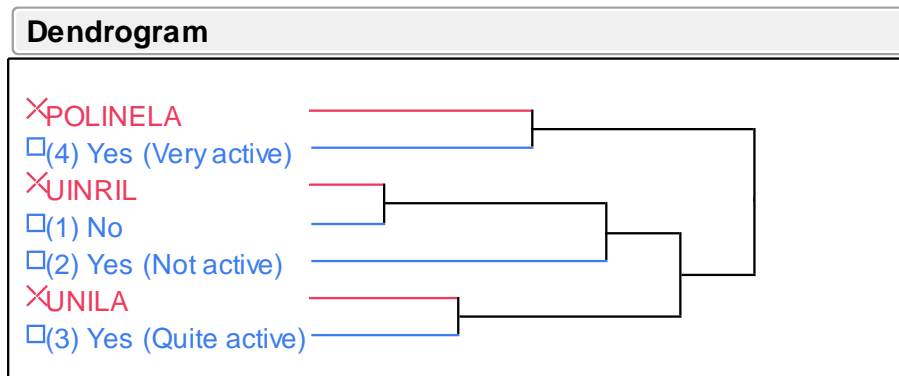 Dendrogram
POLINELA
(4) Yes (Very active)
UINRIL
(1) No
(2) Yes (Not active)
UNILA
(3) Yes (Quite active)